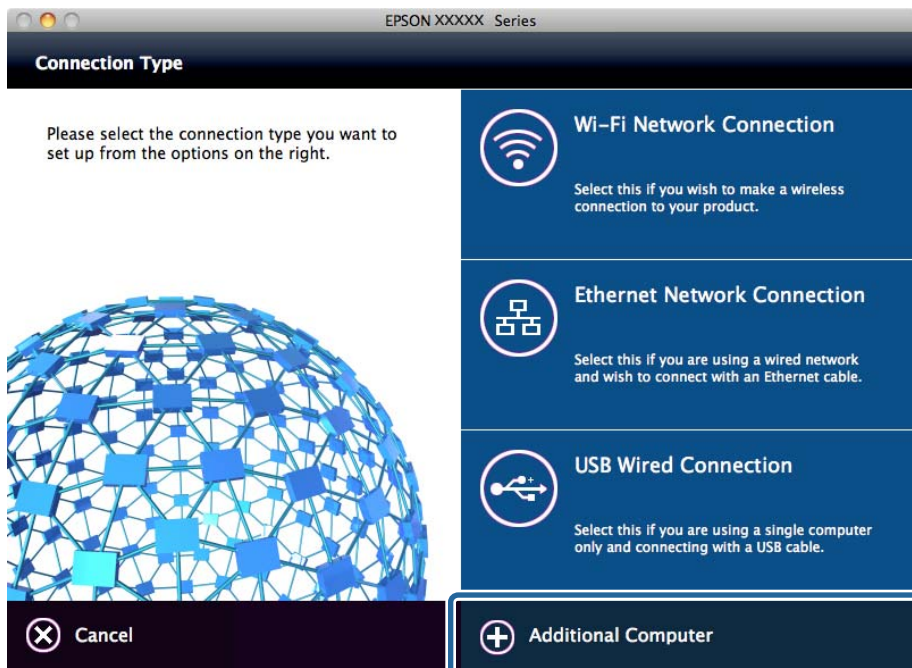 EPSON XXXXX Series
Connection Type
Please select the connection type you want to
set up from the options on the right.
Wi-Fi Network Connection
Select this if you wish to make a wireless
connection to your product.
Ethernet Network Connection
Select this if you are using a wired network
and wish to connect with an Ethernet cable.
USB Wired Connection
Select this if you are using a single computer
only and connecting with a USB cable.
Cancel
Additional Computer